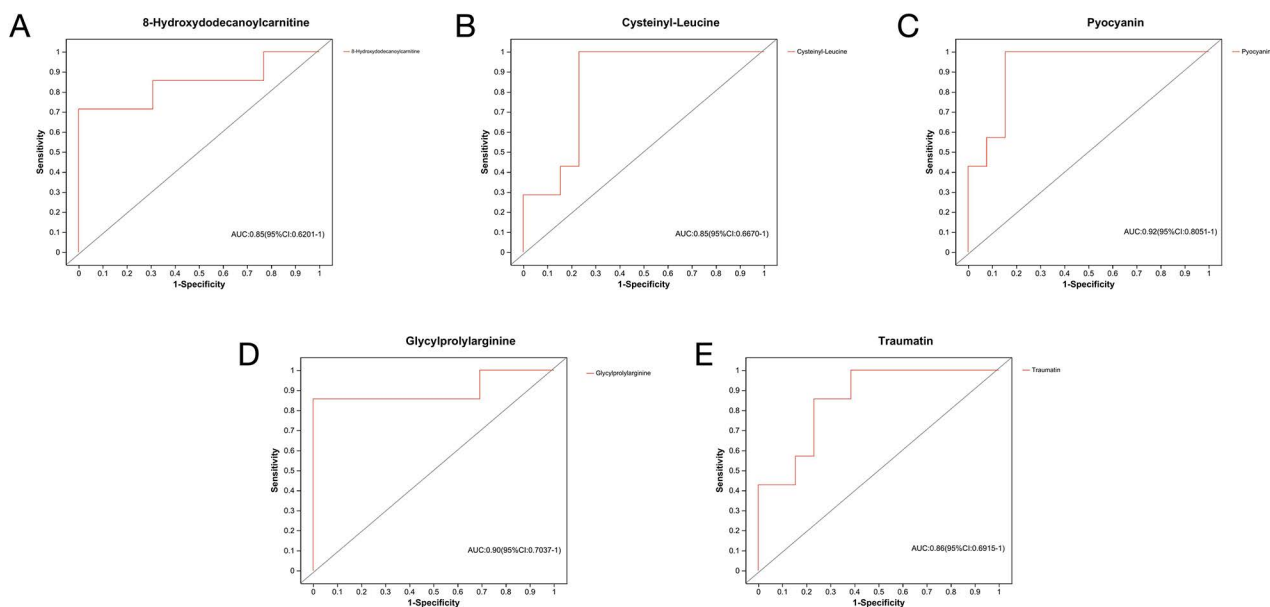 A
8-Hydroxydodecanoylcarnitine
8-Hydroxydodecanoylcarnitine
Sensitivity
1
0.9
0.8
0.7
0.6
0.5
0.4
0.3
0.2
0.1
0
AUC:0.85(95%CI:0.6201-1)
0 0.1 0.2 0.3 0.4 0.5 0.6 0.7 0.8 0.9 1
1-Specificity
B
Cysteinyl-Leucine
Cysteinyl-Leucine
Sensitivity
1
0.9
0.8
0.7
0.6
0.5
0.4
0.3
0.2
0.1
0
AUC:0.85(95%CI:0.6670-1)
0 0.1 0.2 0.3 0.4 0.5 0.6 0.7 0.8 0.9 1
1-Specificity
C
Pyocyanin
Pyocyanin
Sensitivity
1
0.9
0.8
0.7
0.6
0.5
0.4
0.3
0.2
0.1
0
AUC:0.92(95%CI:0.8051-1)
0 0.1 0.2 0.3 0.4 0.5 0.6 0.7 0.8 0.9 1
1-Specificity
D
Glycylprolylarginine
Glycylprolylarginine
Sensitivity
1
0.9
0.8
0.7
0.6
0.5
0.4
0.3
0.2
0.1
0
AUC:0.90(95%CI:0.7037-1)
0 0.1 0.2 0.3 0.4 0.5 0.6 0.7 0.8 0.9 1
1-Specificity
E
Traumatin
Traumatin
Sensitivity
1
0.9
0.8
0.7
0.6
0.5
0.4
0.3
0.2
0.1
0
AUC:0.86(95%CI:0.6915-1)
0 0.1 0.2 0.3 0.4 0.5 0.6 0.7 0.8 0.9 1
1-Specificity